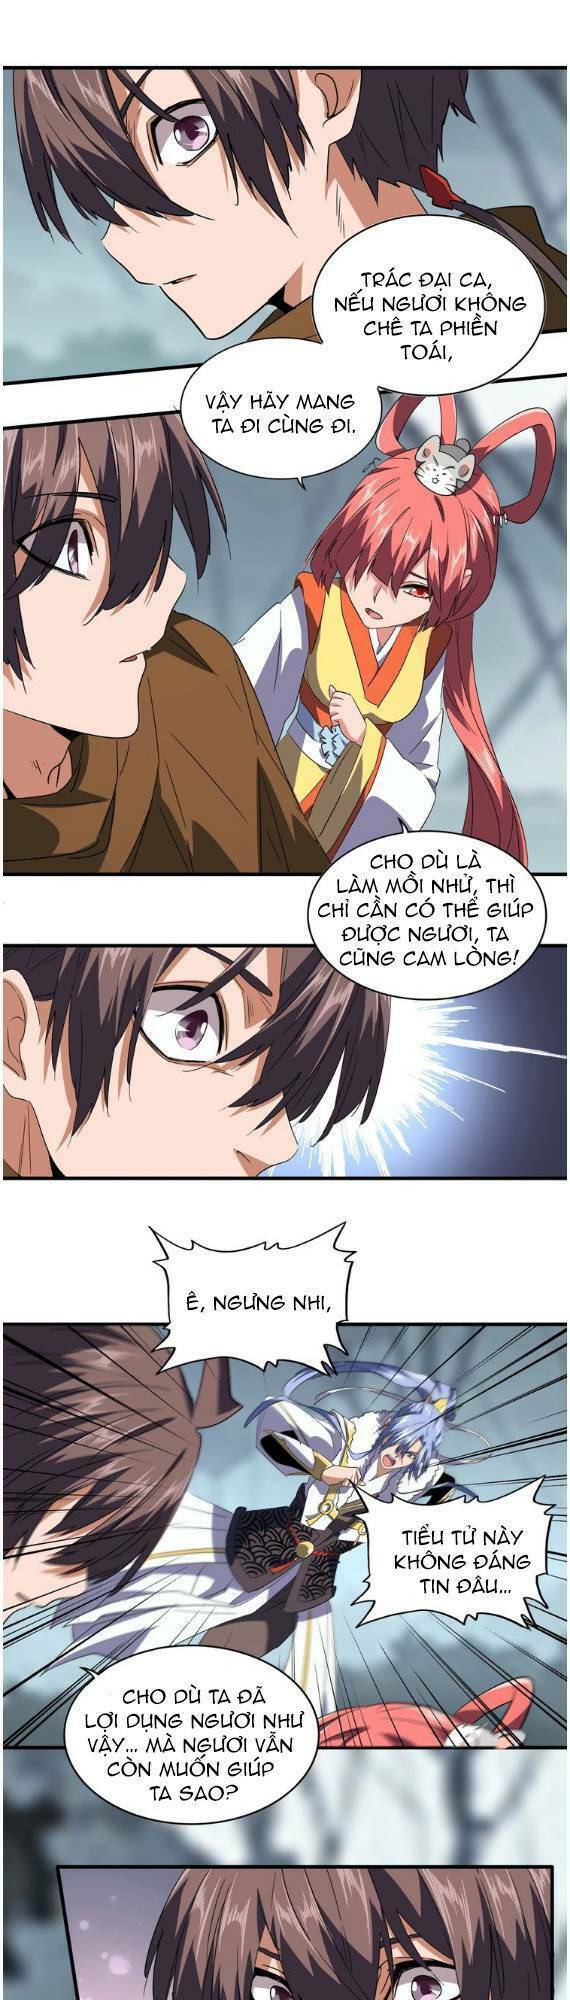 TRÁC ĐẠI CA,
NẾU NGƯƠI KHÔNG
CHÊ TA PHIỀN
TOÁI,
VẬY HÃY MANG
TA ĐI CÙNG ĐI.
CHO DÙ LÀ
LÀM MỒI NHỬ, THÌ
CHỈ CẦN CÓ THỂ GIÚP
ĐƯỢC NGƯƠI, TA
CŨNG CAM LÒNG!
Ê, NGƯNG NHI,
TIỂU TỬ NÀY
KHÔNG ĐÁNG
TIN ĐÂU...
CHO DÙ TA ĐÃ
LỢI DỤNG NGƯƠI NHƯ
VẬY... MÀ NGƯƠI VẪN
CÒN MUỐN GIÚP
TA SAO?